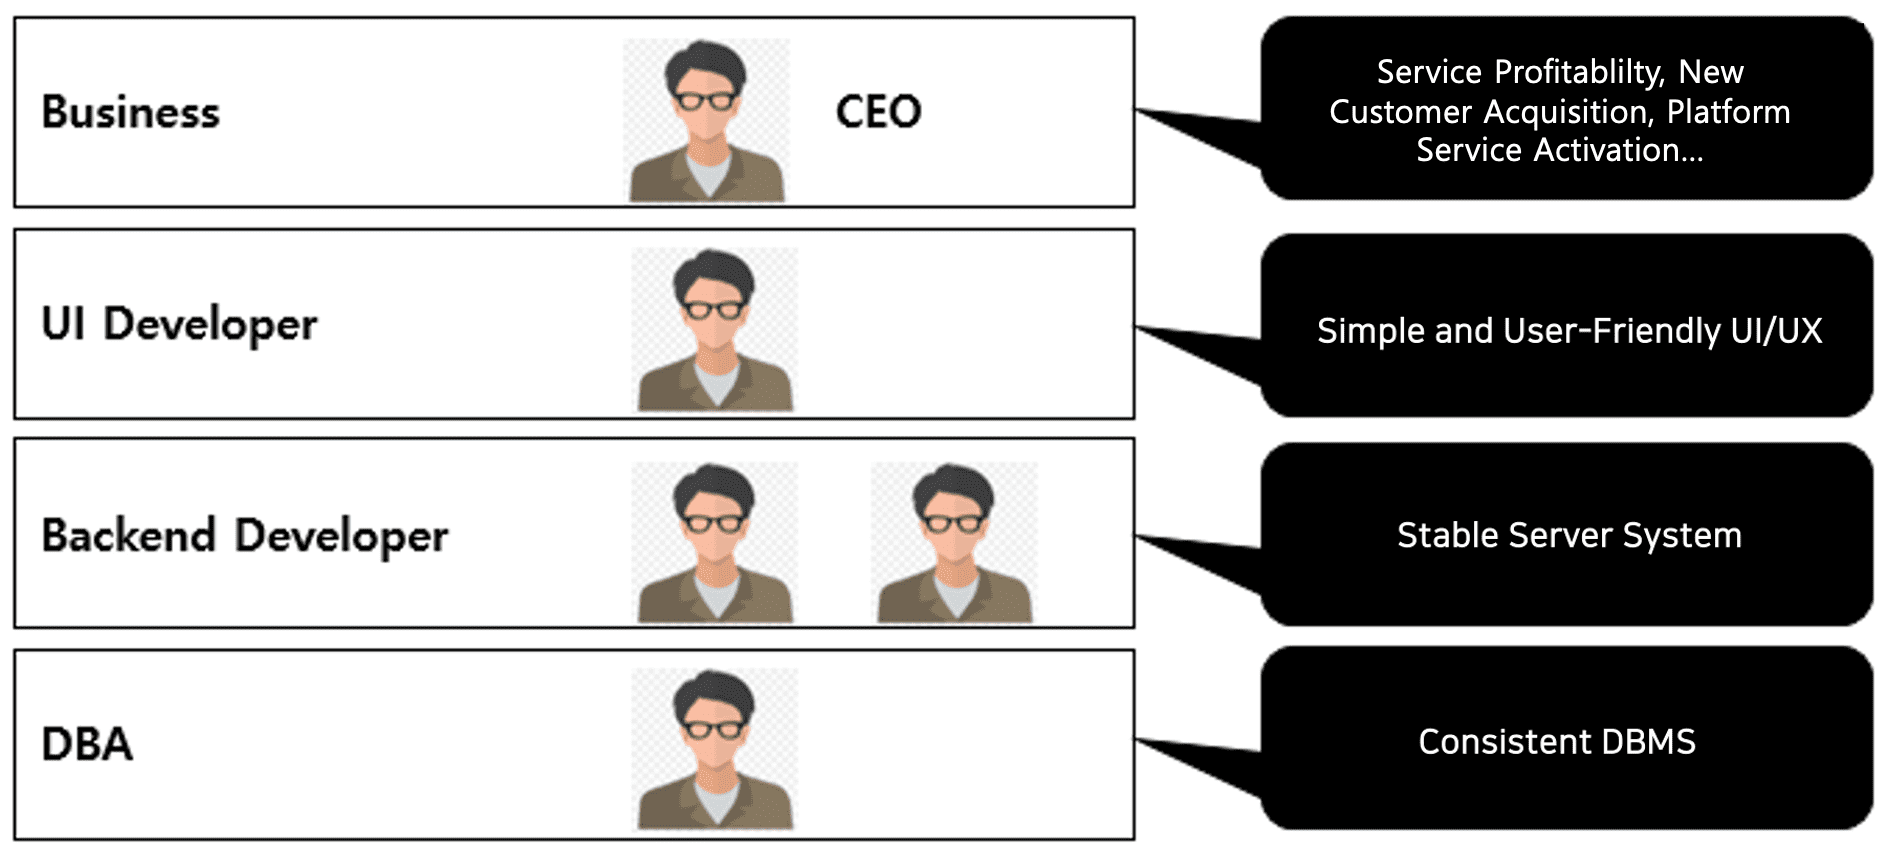 Business
CEO
Service Profitablilty, New
Customer Acquisition, Platform
Service Activation...
UI Developer
Simple and User-Friendly UI/UX
Backend Developer
Stable Server System
DBA
Consistent DBMS